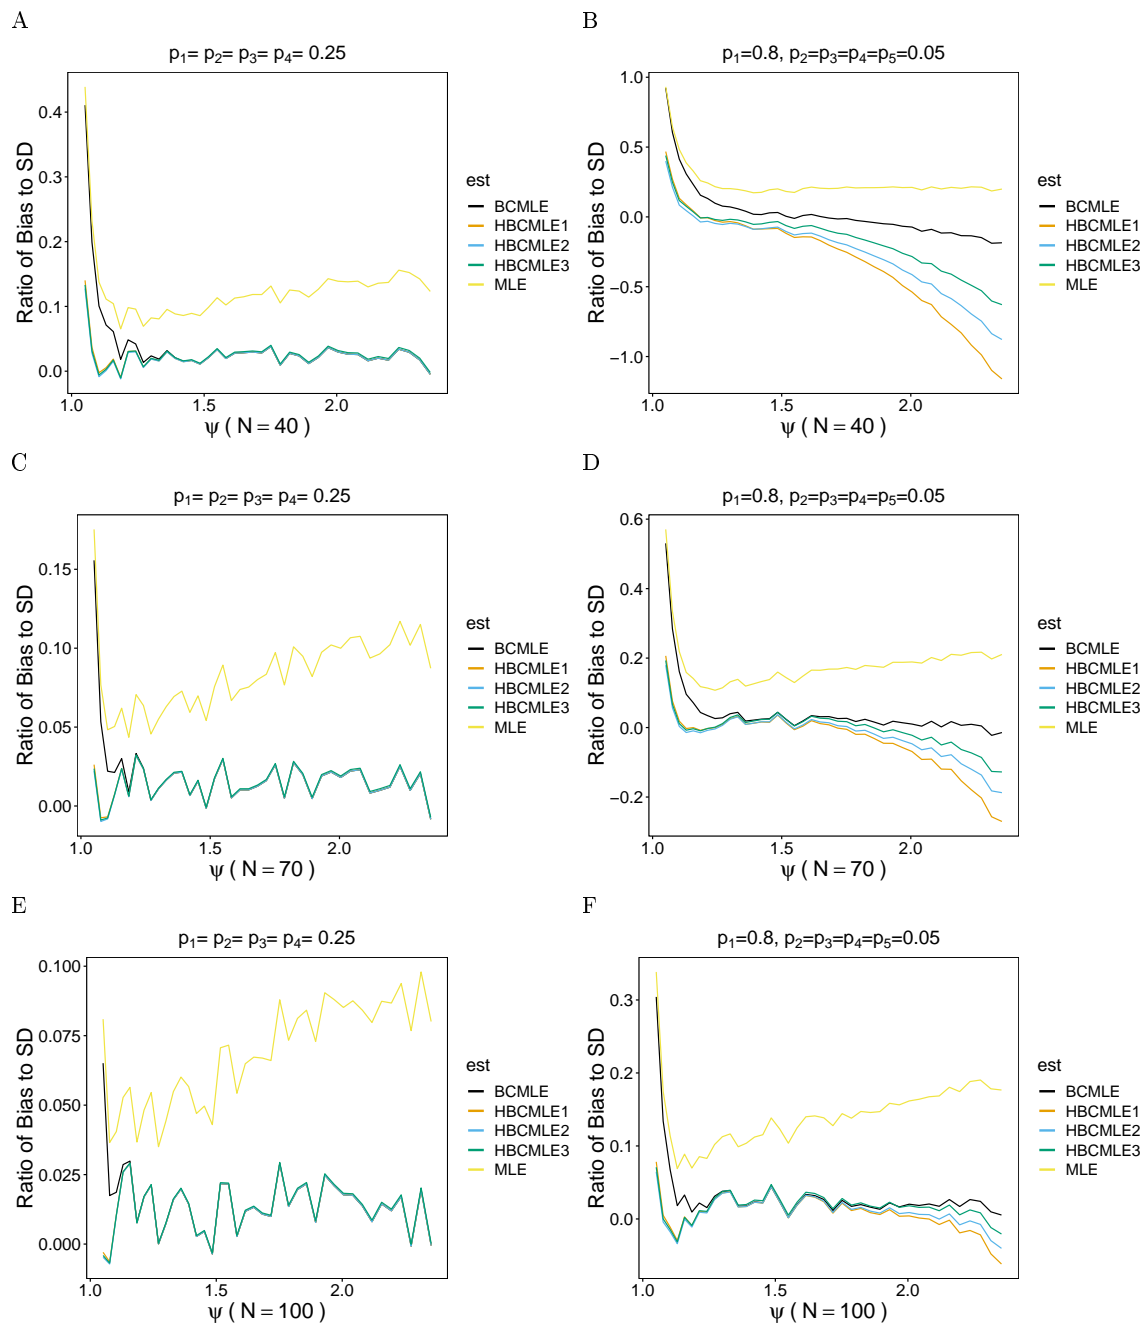 A
p₁= p₂= p₃= p₄= 0.25
Ratio of Bias to SD
0.4
0.3
0.2
0.1
0.0
1.0 1.5 2.0
ψ ( N = 40 )
est
BCMLE
HBCMLE1
HBCMLE2
HBCMLE3
MLE
B
p₁=0.8, p₂=p₃=p₄=p₅=0.05
Ratio of Bias to SD
1.0
0.5
0.0
−0.5
−1.0
1.0 1.5 2.0
ψ ( N = 40 )
est
BCMLE
HBCMLE1
HBCMLE2
HBCMLE3
MLE
C
p₁= p₂= p₃= p₄= 0.25
Ratio of Bias to SD
0.15
0.10
0.05
0.00
1.0 1.5 2.0
ψ ( N = 70 )
est
BCMLE
HBCMLE1
HBCMLE2
HBCMLE3
MLE
D
p₁=0.8, p₂=p₃=p₄=p₅=0.05
Ratio of Bias to SD
0.6
0.4
0.2
0.0
−0.2
1.0 1.5 2.0
ψ ( N = 70 )
est
BCMLE
HBCMLE1
HBCMLE2
HBCMLE3
MLE
E
p₁= p₂= p₃= p₄= 0.25
Ratio of Bias to SD
0.100
0.075
0.050
0.025
0.000
1.0 1.5 2.0
ψ ( N = 100 )
est
BCMLE
HBCMLE1
HBCMLE2
HBCMLE3
MLE
F
p₁=0.8, p₂=p₃=p₄=p₅=0.05
Ratio of Bias to SD
0.3
0.2
0.1
0.0
1.0 1.5 2.0
ψ ( N = 100 )
est
BCMLE
HBCMLE1
HBCMLE2
HBCMLE3
MLE